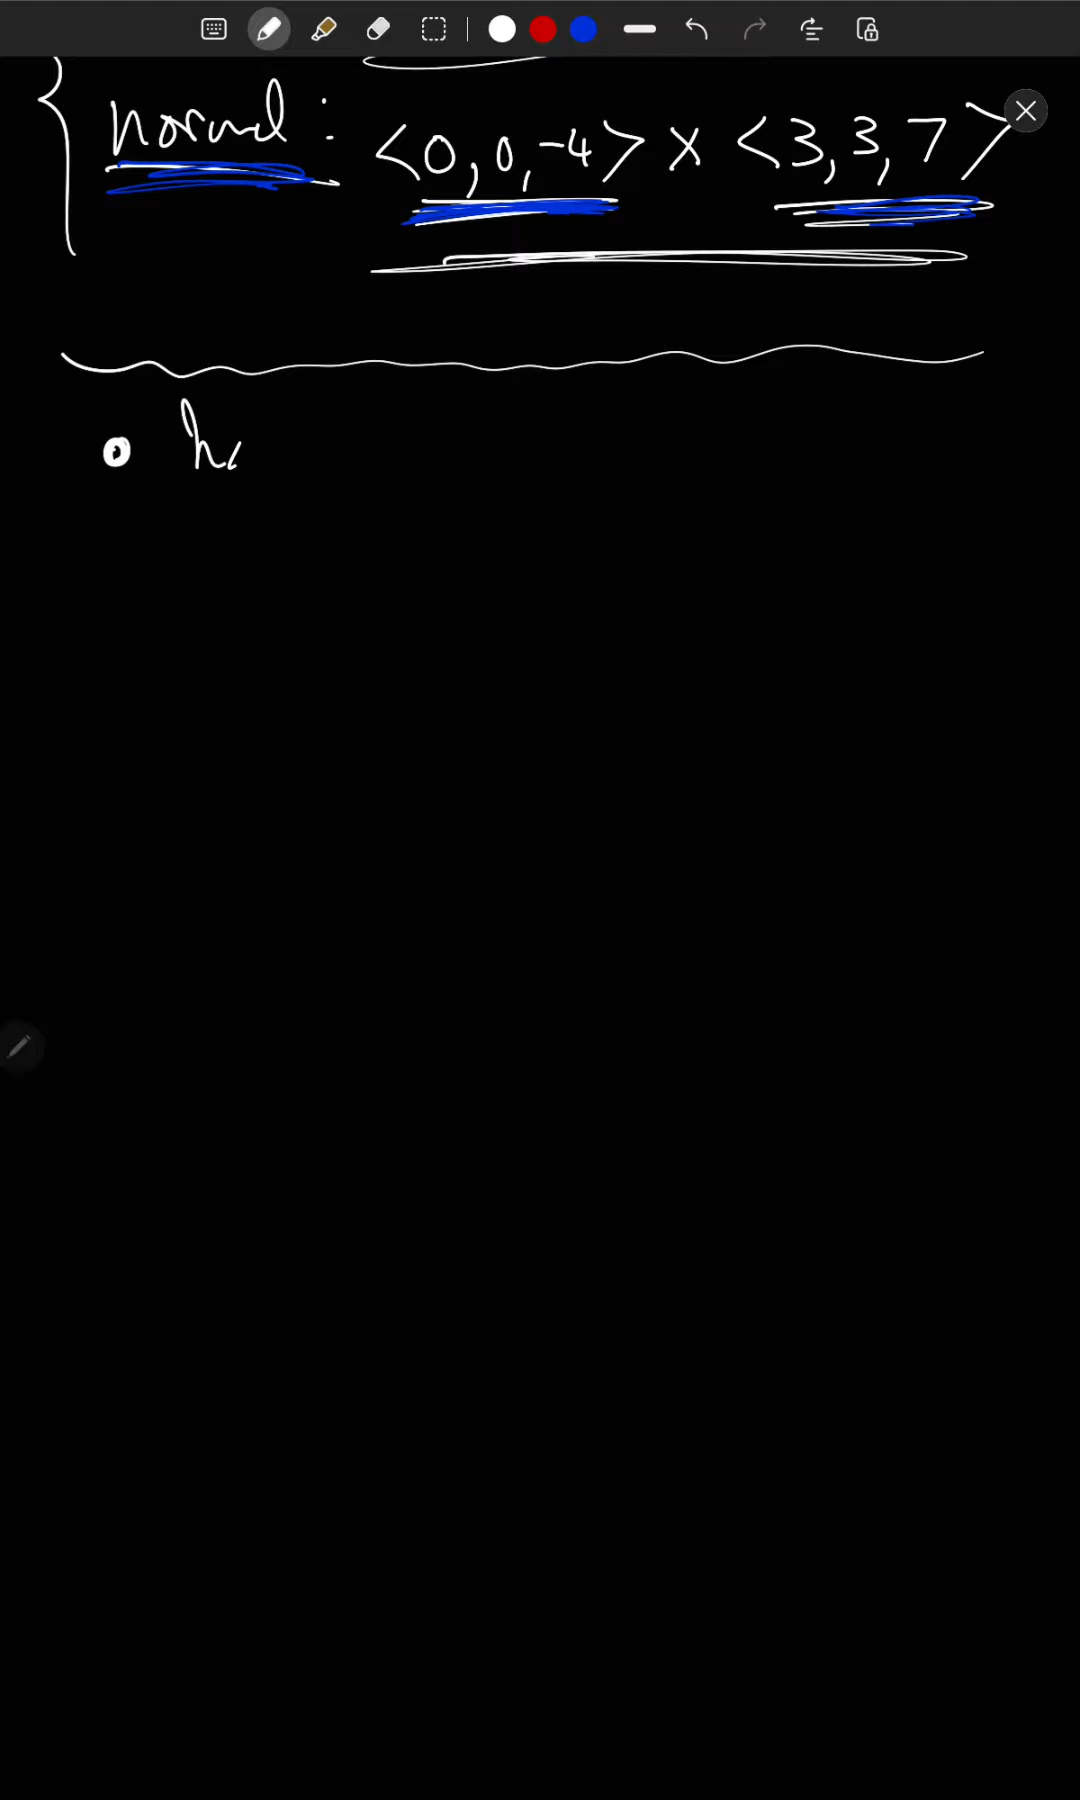 normal: <0, 0, -4> × <3, 3, 7>